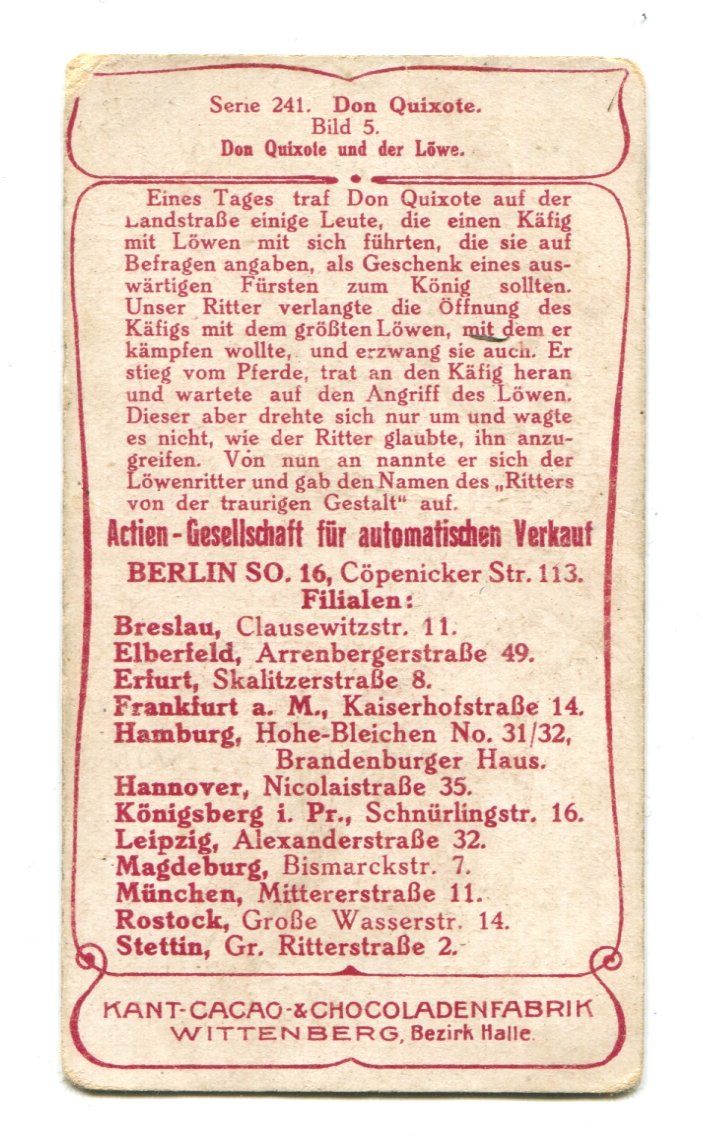 Serie 241. Don Quixote.
Bild 5.
Don Quixote und der Löwe.
Eines Tages traf Don Quixote auf der
Landstraße einige Leute, die einen Käfig
mit Löwen mit sich führten, die sie auf
Befragen angaben, als Geschenk eines aus-
wärtigen Fürsten zum König sollten.
Unser Ritter verlangte die Öffnung des
Käfigs mit dem größten Löwen, mit dem er
kämpfen wollte, und erzwang sie auch. Er
stieg vom Pferde, trat an den Käfig heran
und wartete auf den Angriff des Löwen.
Dieser aber drehte sich nur um und wagte
es nicht, wie der Ritter glaubte, ihn anzu-
greifen. Von nun an nannte er sich der
Löwenritter und gab den Namen des „Ritters
von der traurigen Gestalt“ auf.
Actien-Gesellschaft für automatischen Verkauf
BERLIN SO. 16, Cöpenicker Str. 113.
Filialen:
Breslau, Clausewitzstr. 11.
Elberfeld, Arrenbergerstraße 49.
Erfurt, Skalitzerstraße 8.
Frankfurt a. M., Kaiserhofstraße 14.
Hamburg, Hohe-Bleichen No. 31/32,
Brandenburger Haus.
Hannover, Nicolaistraße 35.
Königsberg i. Pr., Schnürlingstr. 16.
Leipzig, Alexanderstraße 32.
Magdeburg, Bismarckstr. 7.
München, Mittererstraße 11.
Rostock, Große Wasserstr. 14.
Stettin, Gr. Ritterstraße 2.
KANT-CACAO-&CHOCOLADENFABRIK
WITTENBERG, Bezirk Halle.